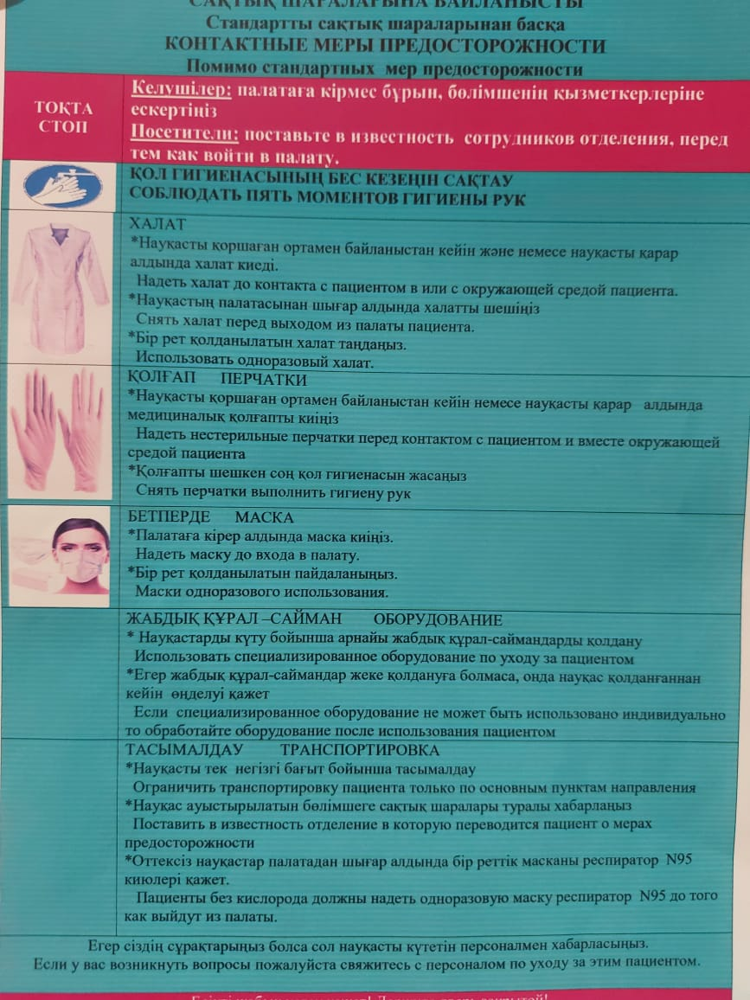 САҚТЫҚ ШАРАЛАРЫНА БАЙЛАНЫСТЫ
Стандартты сақтық шараларынан басқа
КОНТАКТНЫЕ МЕРЫ ПРЕДОСТОРОЖНОСТИ
Помимо стандартных мер предосторожности
ТОҚТА
СТОП
Келушілер: палатаға кірмес бұрын, бөлімшенің қызметкерлеріне
ескертіңіз
Посетители: поставьте в известность сотрудников отделения, перед
тем как войти в палату.
ҚОЛ ГИГИЕНАСЫНЫҢ БЕС КЕЗЕҢІН САҚТАУ
СОБЛЮДАТЬ ПЯТЬ МОМЕНТОВ ГИГИЕНЫ РУК
ХАЛАТ
*Науқасты қоршаған ортамен байланыстан кейін және немесе науқасты қарар
алдында халат киеді.
Надеть халат до контакта с пациентом в или с окружающей средой пациента.
*Науқастың палатасынан шығар алдында халатты шешіңіз
Снять халат перед выходом из палаты пациента.
*Бір рет қолданылатын халат таңдаңыз.
Использовать одноразовый халат.
ҚОЛҒАП ПЕРЧАТКИ
*Науқасты қоршаған ортамен байланыстан кейін немесе науқасты қарар алдында
медициналық қолғапты киіңіз
Надеть нестерильные перчатки перед контактом с пациентом и вместе окружающей
средой пациента
*Қолғапты шешкен соң қол гигиенасын жасаңыз
Снять перчатки выполнить гигиену рук
БЕТПЕРДЕ МАСКА
*Палатаға кірер алдында маска киіңіз.
Надеть маску до входа в палату.
*Бір рет қолданылатын пайдаланыңыз.
Маски одноразового использования.
ЖАБДЫҚ ҚҰРАЛ –САЙМАН ОБОРУДОВАНИЕ
* Науқастарды күту бойынша арнайы жабдық құрал-саймандарды қолдану
Использовать специализированное оборудование по уходу за пациентом
*Егер жабдық құрал-саймандар жеке қолдануға болмаса, онда науқас қолданғаннан
кейін өңделуі қажет
Если специализированное оборудование не может быть использовано индивидуально
то обработайте оборудование после использования пациентом
ТАСЫМАЛДАУ ТРАНСПОРТИРОВКА
*Науқасты тек негізгі бағыт бойынша тасымалдау
Ограничить транспортировку пациента только по основным пунктам направления
*Науқас ауыстырылатын бөлімшеге сақтық шаралары туралы хабарлаңыз
Поставить в известность отделение в которую переводится пациент о мерах
предосторожности
*Оттексіз науқастар палатадан шығар алдында бір реттік масканы респиратор N95
киюлері қажет.
Пациенты без кислорода должны надеть одноразовую маску респиратор N95 до того
как выйдут из палаты.
Егер сіздің сұрақтарыңыз болса сол науқасты күтетін персоналмен хабарласыңыз.
Если у вас возникнуть вопросы пожалуйста свяжитесь с персоналом по уходу за этим пациентом.